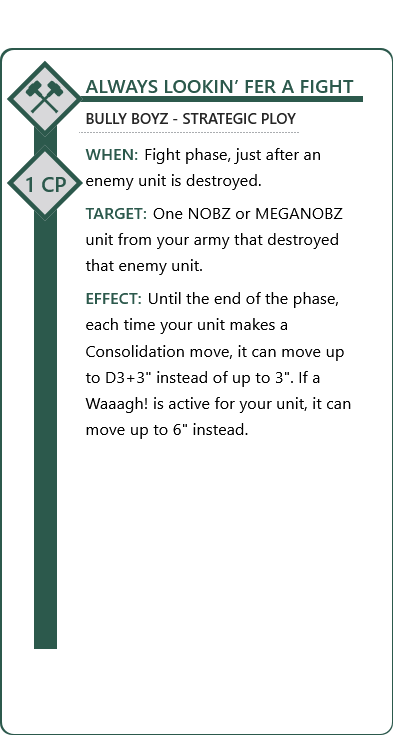 ALWAYS LOOKIN’ FER A FIGHT
BULLY BOYZ - STRATEGIC PLOY
1 CP
WHEN: Fight phase, just after an
enemy unit is destroyed.
TARGET: One NOBZ or MEGANOBZ
unit from your army that destroyed
that enemy unit.
EFFECT: Until the end of the phase,
each time your unit makes a
Consolidation move, it can move up
to D3+3" instead of up to 3". If a
Waaagh! is active for your unit, it can
move up to 6" instead.